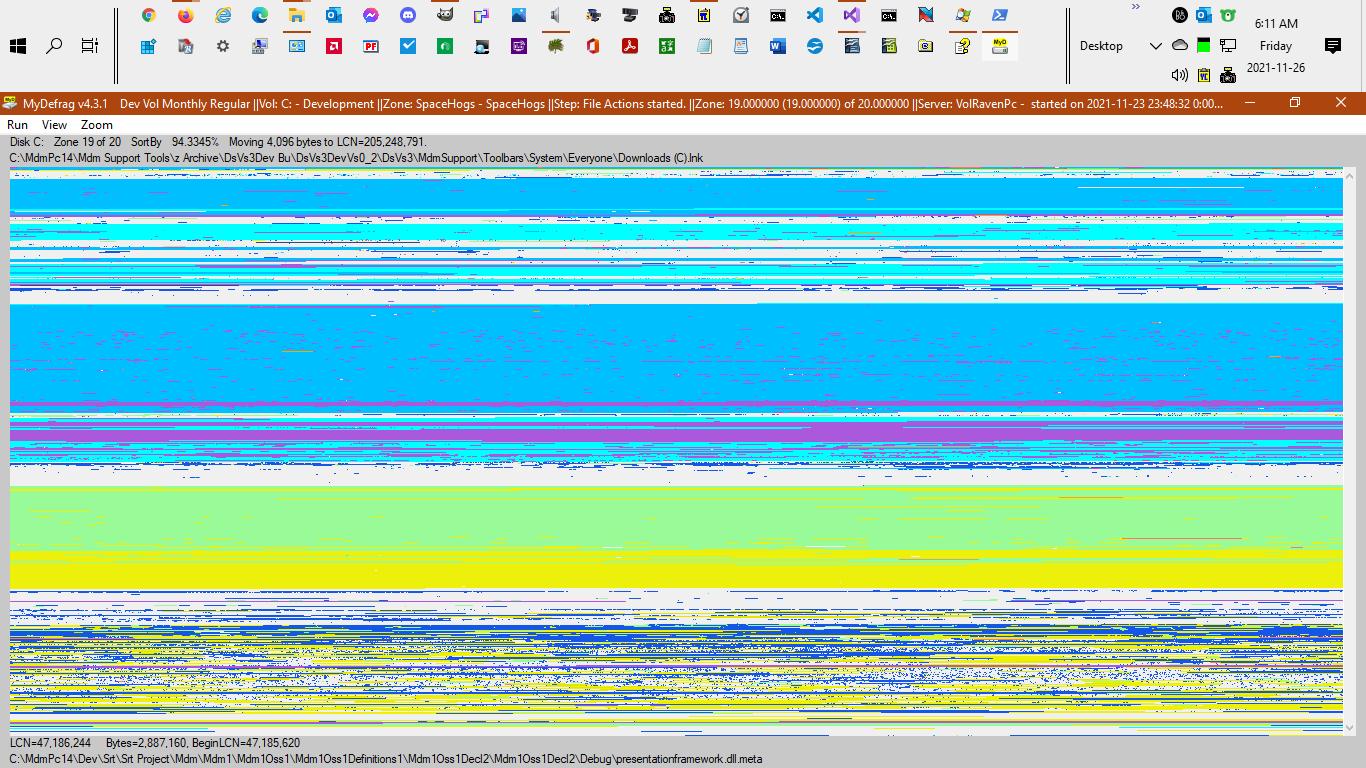 6:11 AM
Desktop
Friday
2021-11-26
MyDefrag v4.3.1 Dev Vol Monthly Regular ||Vol: C: - Development ||Zone: SpaceHogs - SpaceHogs ||Step: File Actions started. ||Zone: 19.000000 (19.000000) of 20.000000 ||Server: VolRavenPc - started on 2021-11-23 23:48:32 0:00...
Run View Zoom
Disk C: Zone 19 of 20 SortBy 94.3345% Moving 4,096 bytes to LCN=205,248,791.
C:\MdmPc14\Mdm Support Tools\z Archive\DsVs3Dev Bu\DsVs3DevVs0_2\DsVs3\MdmSupport\Toolbars\System\Everyone\Downloads (C).lnk
LCN=47,186,244 Bytes=2,887,160, BeginLCN=47,185,620
C:\MdmPc14\Dev\Srt\Srt Project\Mdm\Mdm1\Mdm1Oss1\Mdm1Oss1Definitions1\Mdm1Oss1Decl2\Mdm1Oss1Decl2\Debug\presentationframework.dll.meta